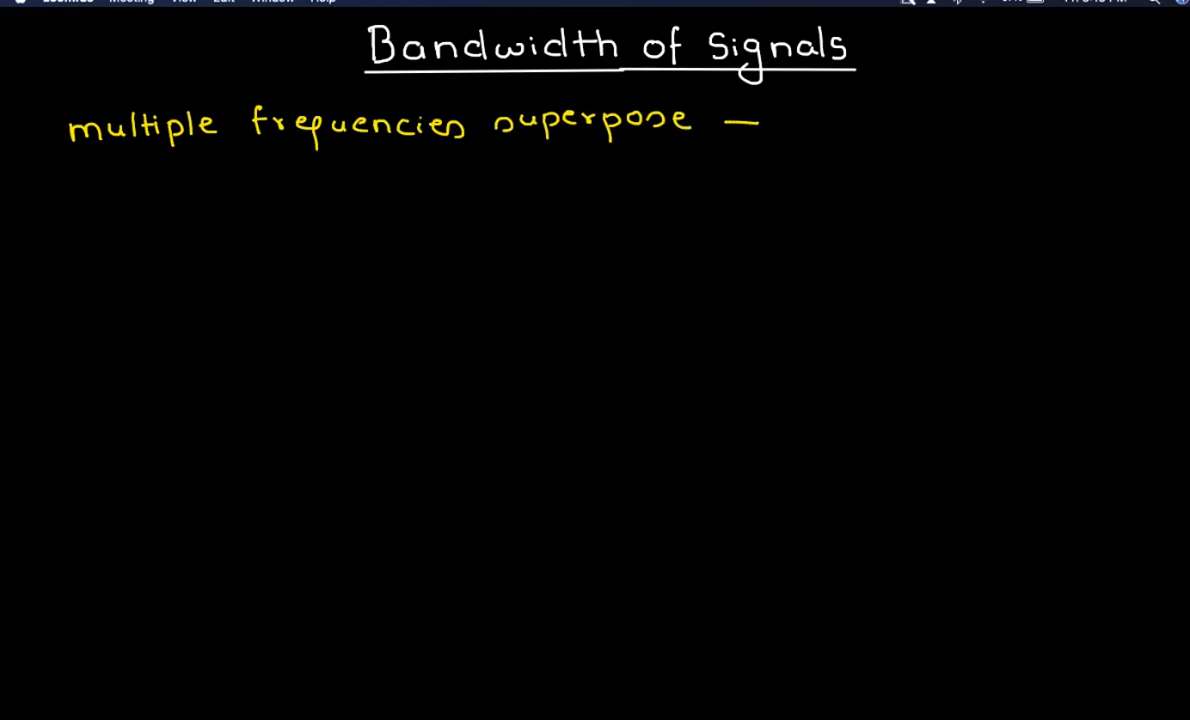 Bandwidth of Signals
multiple frequencies superpose —